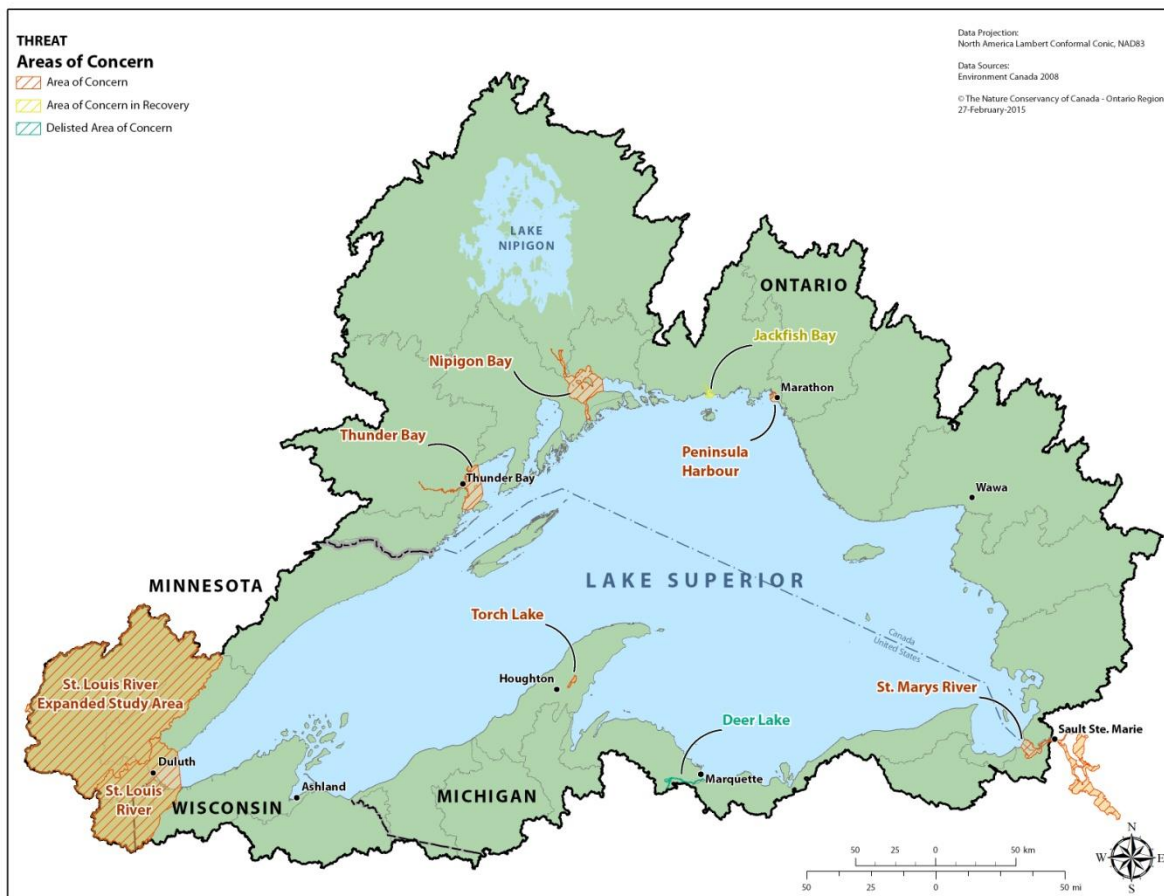 THREAT
Areas of Concern
Area of Concern
Area of Concern in Recovery
Delisted Area of Concern
Data Projection:
North America Lambert Conformal Conic, NAD83
Data Sources:
Environment Canada 2008
© The Nature Conservancy of Canada - Ontario Region
27-February-2015
LAKE
NIPIGON
ONTARIO
Jackfish Bay
Nipigon Bay
Marathon
Thunder Bay
Peninsula
Harbour
Thunder Bay
Wawa
MINNESOTA
LAKE SUPERIOR
Torch Lake
Canada
United States
Houghton
St. Louis River
Expanded Study Area
St. Marys River
Deer Lake
Sault Ste. Marie
Duluth
Marquette
St. Louis
River
WISCONSIN
Ashland
MICHIGAN
N
W E
S
50 25 0 50 km
50 25 0 50 mi